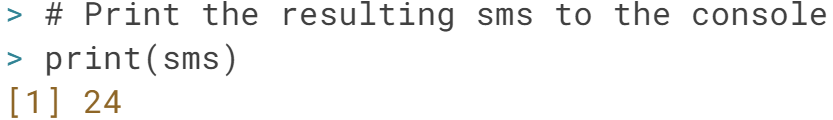 > # Print the resulting sms to the console
> print(sms)
[1] 24